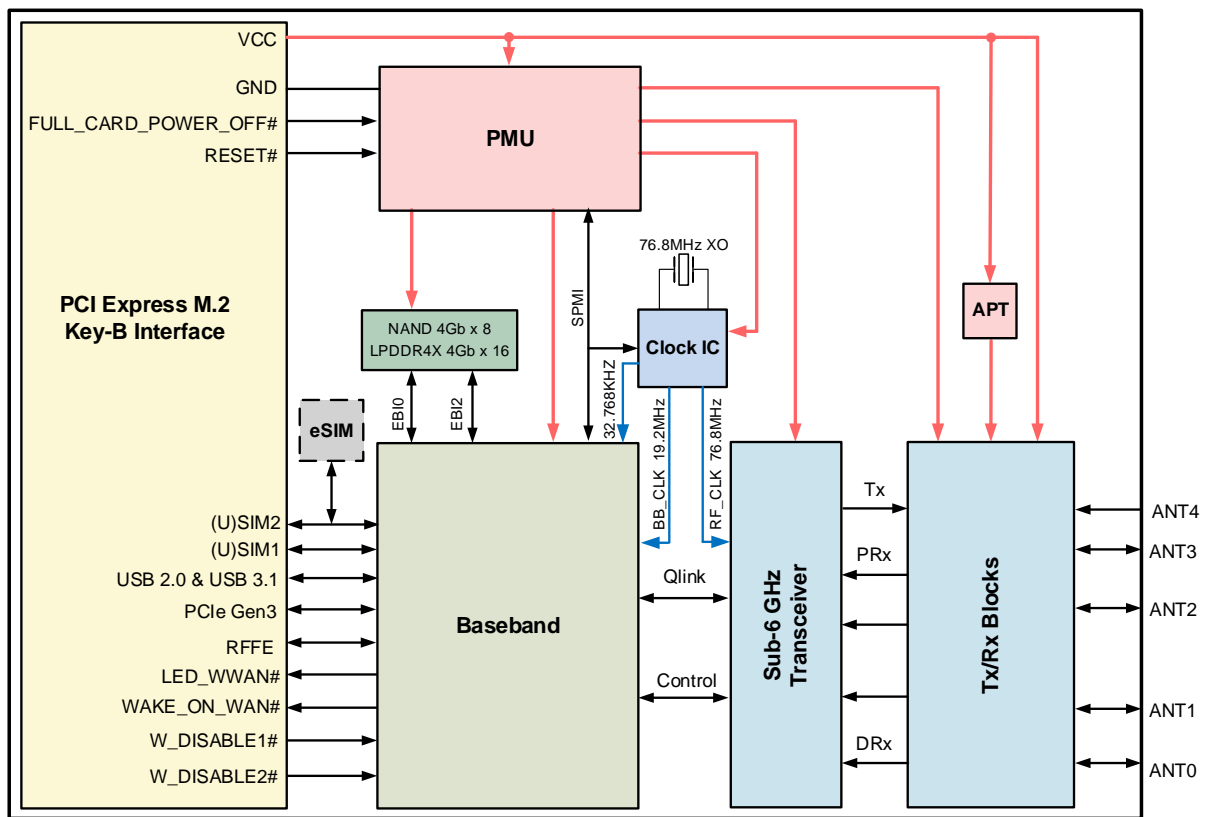 VCC
GND
FULL_CARD_POWER_OFF#
RESET#
PMU
76.8MHz XO
PCI Express M.2
Key-B Interface
NAND 4Gb x 8
LPDDR4X 4Gb x 16
SPMI
Clock IC
APT
EBI0
EBI2
32.768KHZ
BB_CLK 19.2MHz
RF_CLK 76.8MHz
eSIM
(U)SIM2
(U)SIM1
USB 2.0 & USB 3.1
PCIe Gen3
RFFE
LED_WWAN#
WAKE_ON_WAN#
W_DISABLE1#
W_DISABLE2#
Baseband
Qlink
Control
Sub-6 GHz
Transceiver
Tx
PRx
DRx
Tx/Rx Blocks
ANT4
ANT3
ANT2
ANT1
ANT0